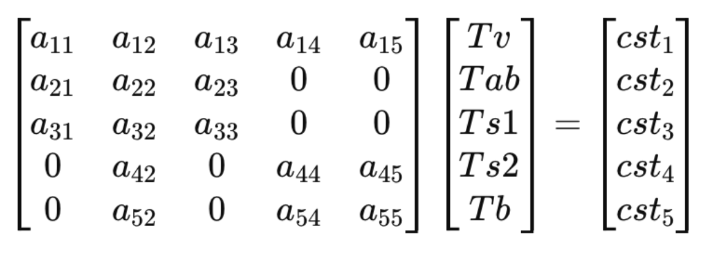 a11 a12 a13 a14 a15 Tv cst1
a21 a22 a23 0 0 Tab cst2
a31 a32 a33 0 0 Ts1 = cst3
0 a42 0 a44 a45 Ts2 cst4
0 a52 0 a54 a55 Tb cst5